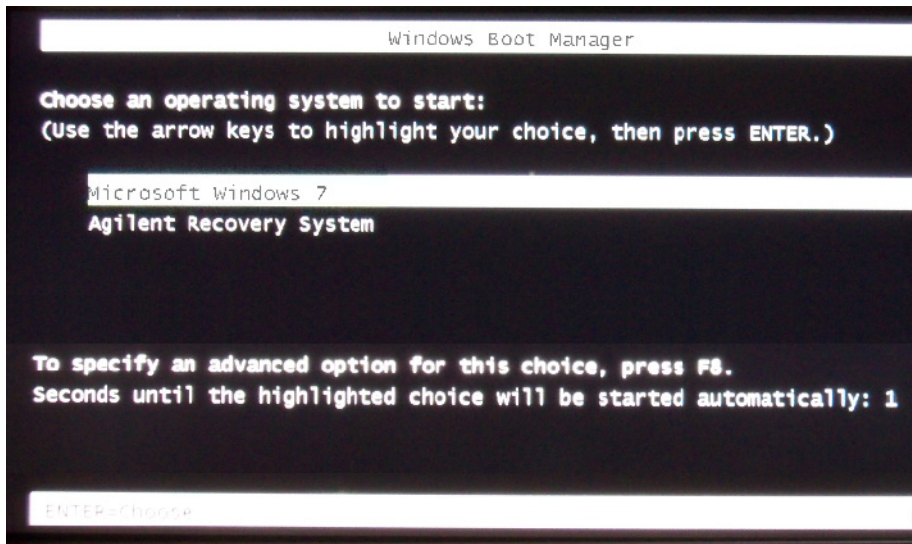 Windows Boot Manager
Choose an operating system to start:
(Use the arrow keys to highlight your choice, then press ENTER.)
Microsoft Windows 7
Agilent Recovery System
To specify an advanced option for this choice, press F8.
Seconds until the highlighted choice will be started automatically: 1
ENTER=Choose